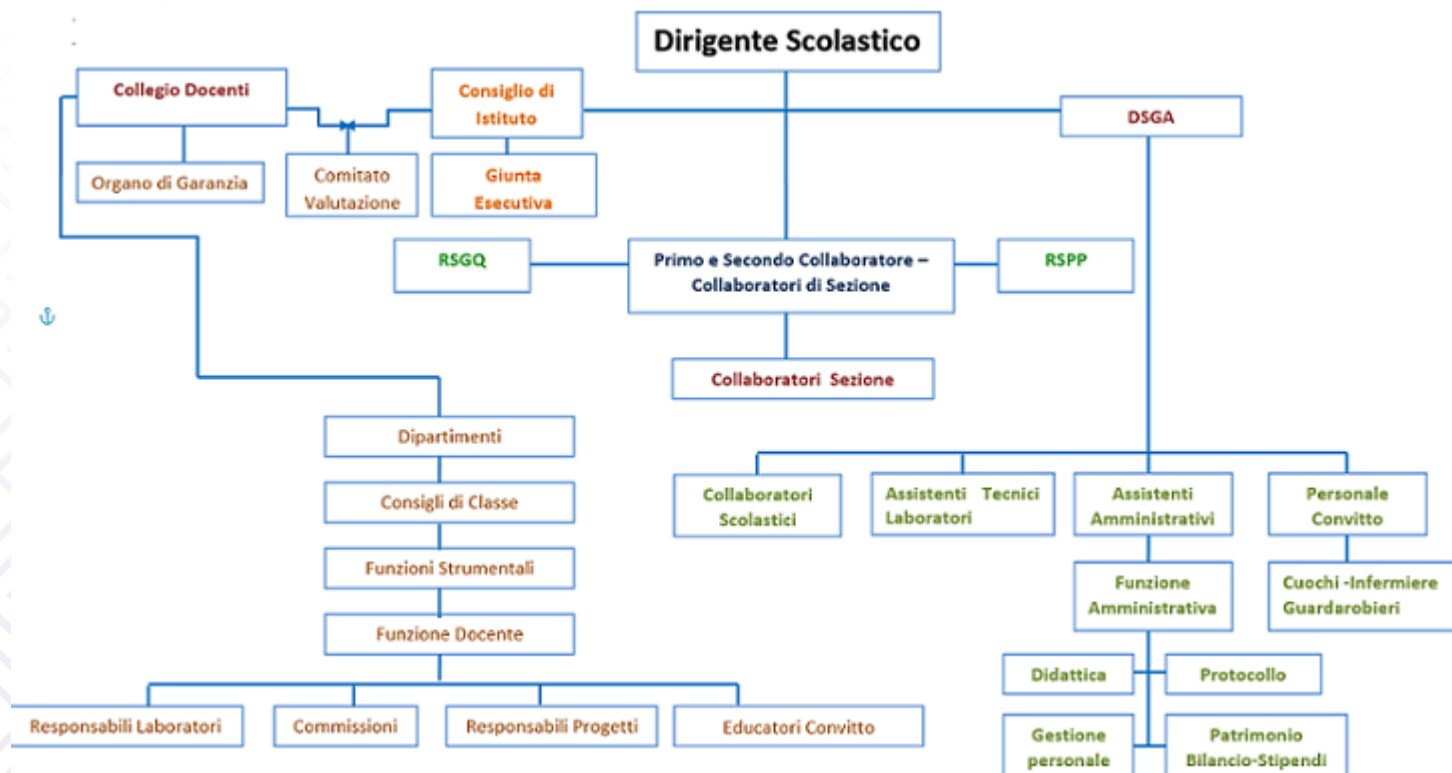 Dirigente Scolastico
Collegio Docenti
Consiglio di
Istituto
DSGA
Organo di Garanzia
Comitato
Valutazione
Giunta
Esecutiva
RSGQ
Primo e Secondo Collaboratore –
Collaboratori di Sezione
RSPP
Collaboratori Sezione
Dipartimenti
Consigli di Classe
Funzioni Strumentali
Funzione Docente
Responsabili Laboratori
Commissioni
Responsabili Progetti
Educatori Convitto
Collaboratori
Scolastici
Assistenti Tecnici
Laboratori
Assistenti
Amministrativi
Personale
Convitto
Funzione
Amministrativa
Cuochi -Infermiere
Guardarobieri
Didattica
Protocollo
Gestione
personale
Patrimonio
Bilancio-Stipendi